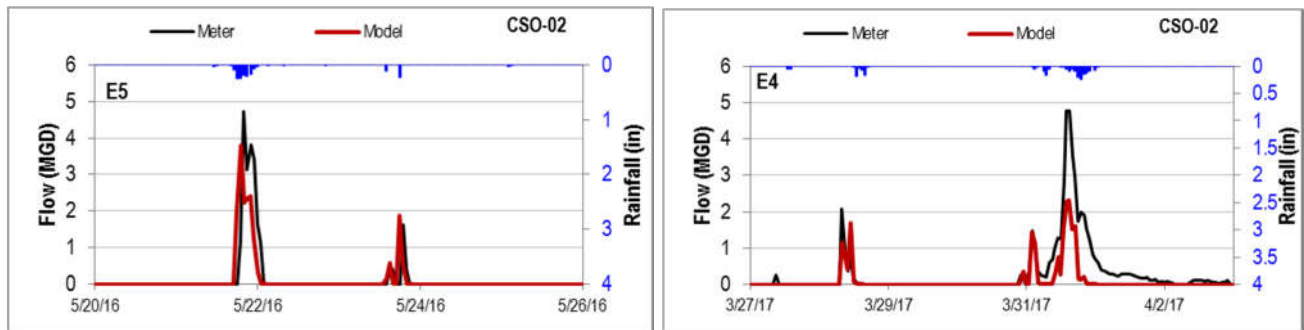 Meter Model CSO-02
E5
Flow (MGD)
6
5
4
3
2
1
0
0
1
2
3
4
Rainfall (in)
5/20/16 5/22/16 5/24/16 5/26/16
Meter Model CSO-02
E4
Flow (MGD)
6
5
4
3
2
1
0
0
0.5
1
1.5
2
2.5
3
3.5
4
Rainfall (in)
3/27/17 3/29/17 3/31/17 4/2/17